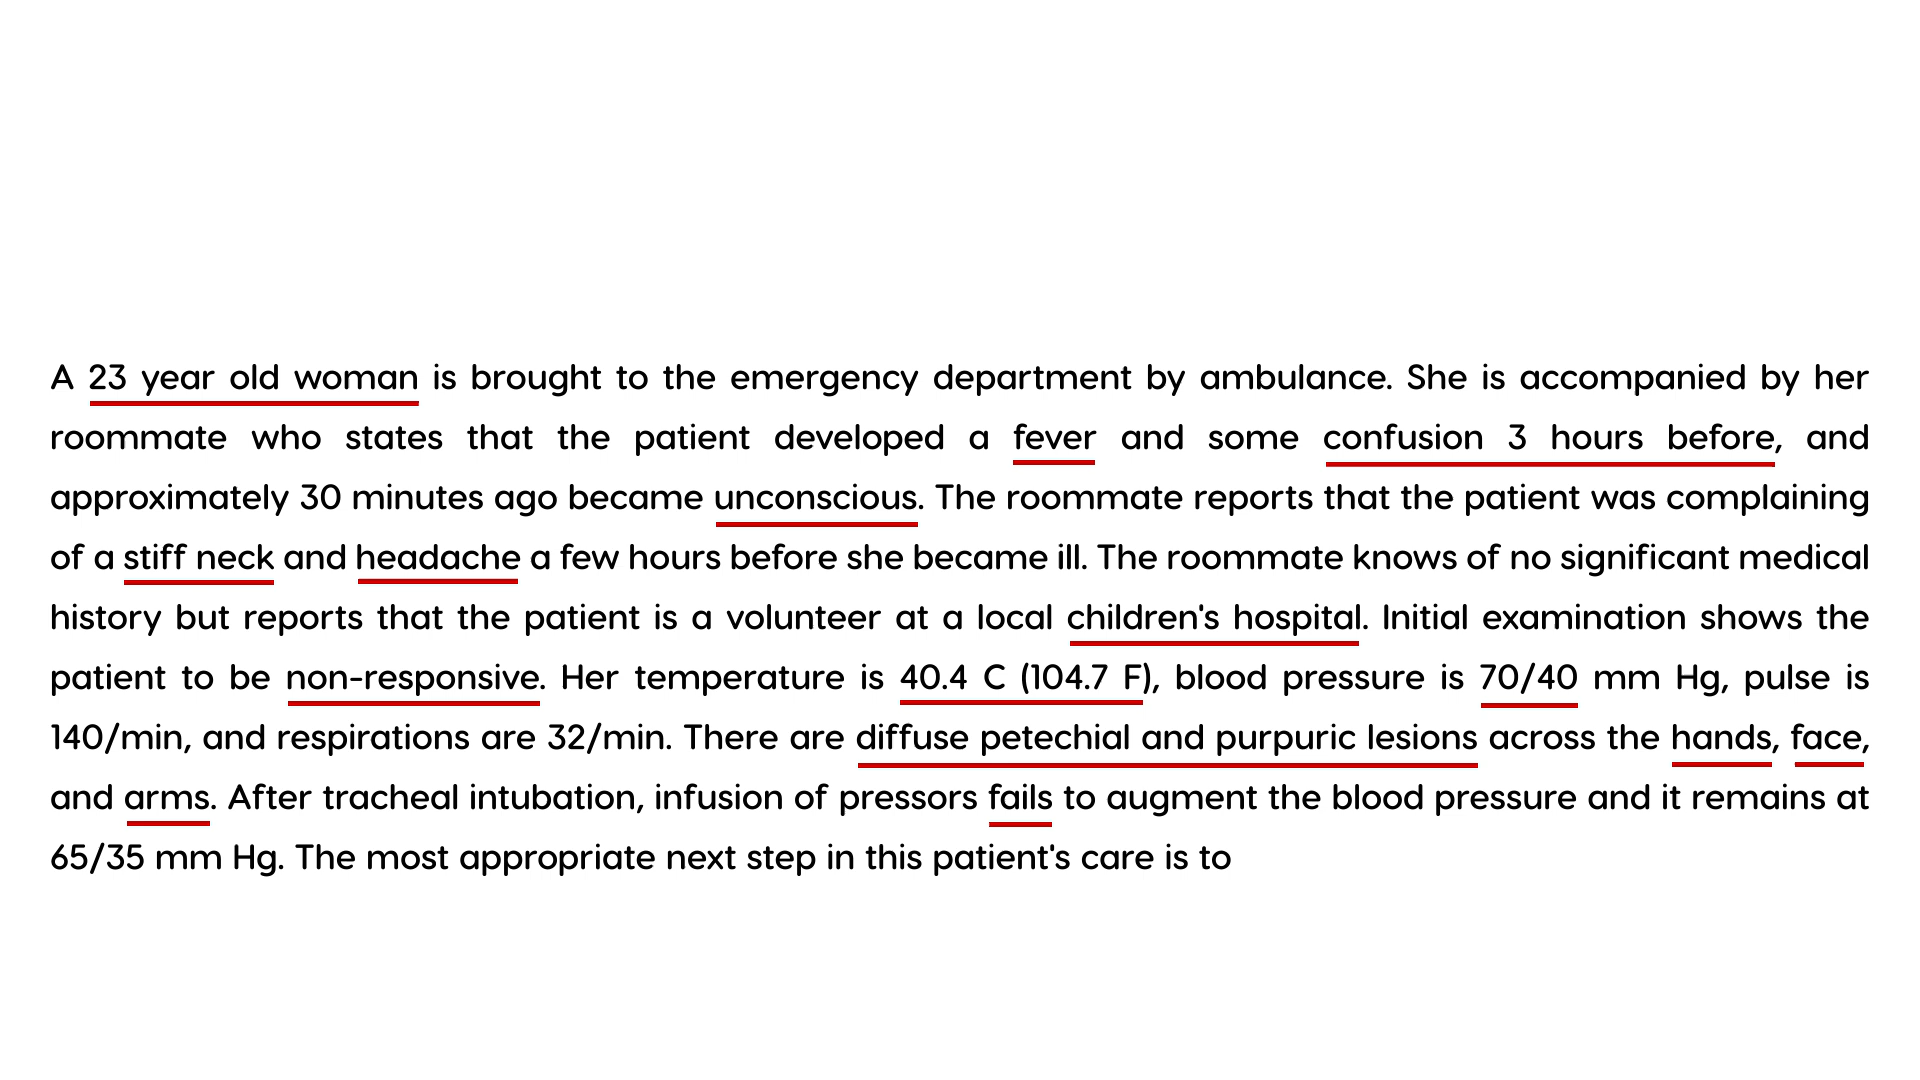 A 23 year old woman is brought to the emergency department by ambulance. She is accompanied by her
roommate who states that the patient developed a fever and some confusion 3 hours before, and
approximately 30 minutes ago became unconscious. The roommate reports that the patient was complaining
of a stiff neck and headache a few hours before she became ill. The roommate knows of no significant medical
history but reports that the patient is a volunteer at a local children's hospital. Initial examination shows the
patient to be non-responsive. Her temperature is 40.4 C (104.7 F), blood pressure is 70/40 mm Hg, pulse is
140/min, and respirations are 32/min. There are diffuse petechial and purpuric lesions across the hands, face,
and arms. After tracheal intubation, infusion of pressors fails to augment the blood pressure and it remains at
65/35 mm Hg. The most appropriate next step in this patient's care is to